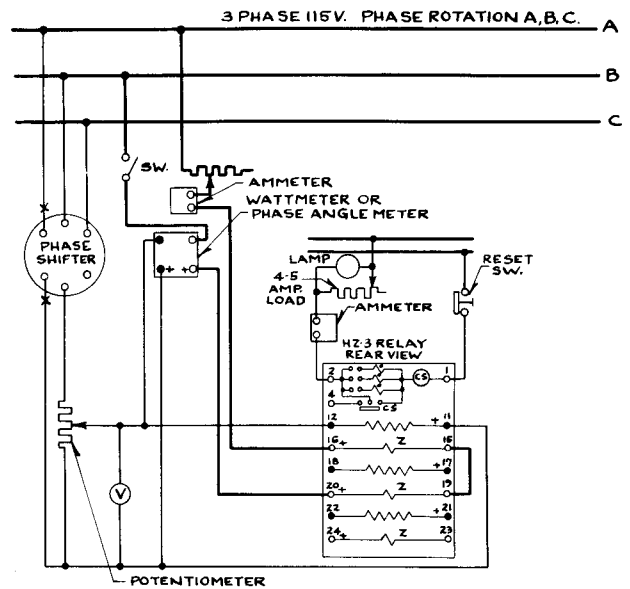 3 PHASE 115V. PHASE ROTATION A, B, C.
A
B
C
SW.
AMMETER
WATTMETER OR
PHASE ANGLE METER
PHASE
SHIFTER
LAMP
4-5
AMP.
LOAD
RESET
SW.
AMMETER
HZ-3 RELAY
REAR VIEW
2
CS
1
4
CS
12
+ 11
16 +
Z
15
18
+ 17
20 +
Z
19
22
+ 21
24 +
Z
23
+ +
V
POTENTIOMETER